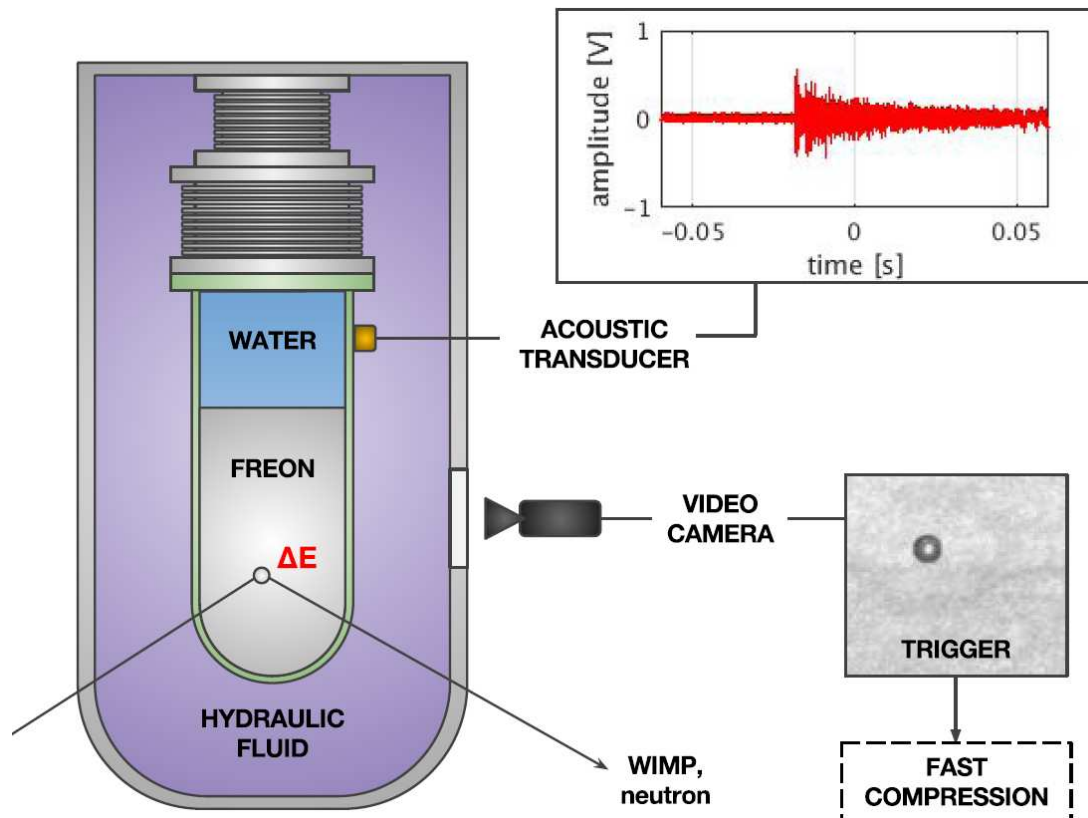 1
0
-1
amplitude [V]
-0.05
0
0.05
time [s]
WATER
ACOUSTIC
TRANSDUCER
FREON
ΔE
VIDEO
CAMERA
TRIGGER
HYDRAULIC
FLUID
WIMP,
neutron
FAST
COMPRESSION